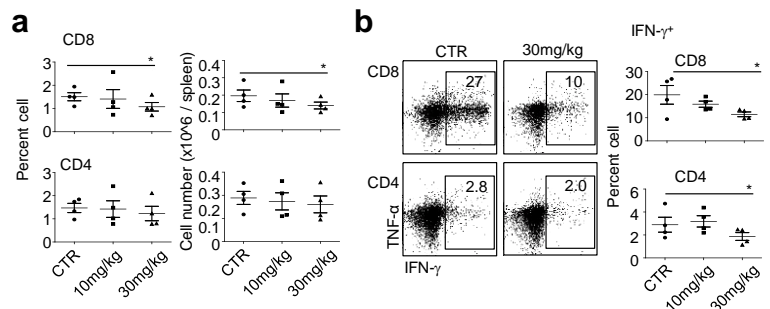 a
CD8
Percent cell
3
2
1
0
*
Cell number (x10^6 / spleen)
0.4
0.3
0.2
0.1
0
*
CD4
4
3
2
1
0
0.4
0.3
0.2
0.1
0
CTR
10mg/kg
30mg/kg
CTR
10mg/kg
30mg/kg
b
CTR
30mg/kg
CD8
27
10
CD4
2.8
2.0
TNF-α
IFN-γ
IFN-γ+
Percent cell
CD8
30
20
10
0
*
CD4
6
4
2
0
*
CTR
10mg/kg
30mg/kg